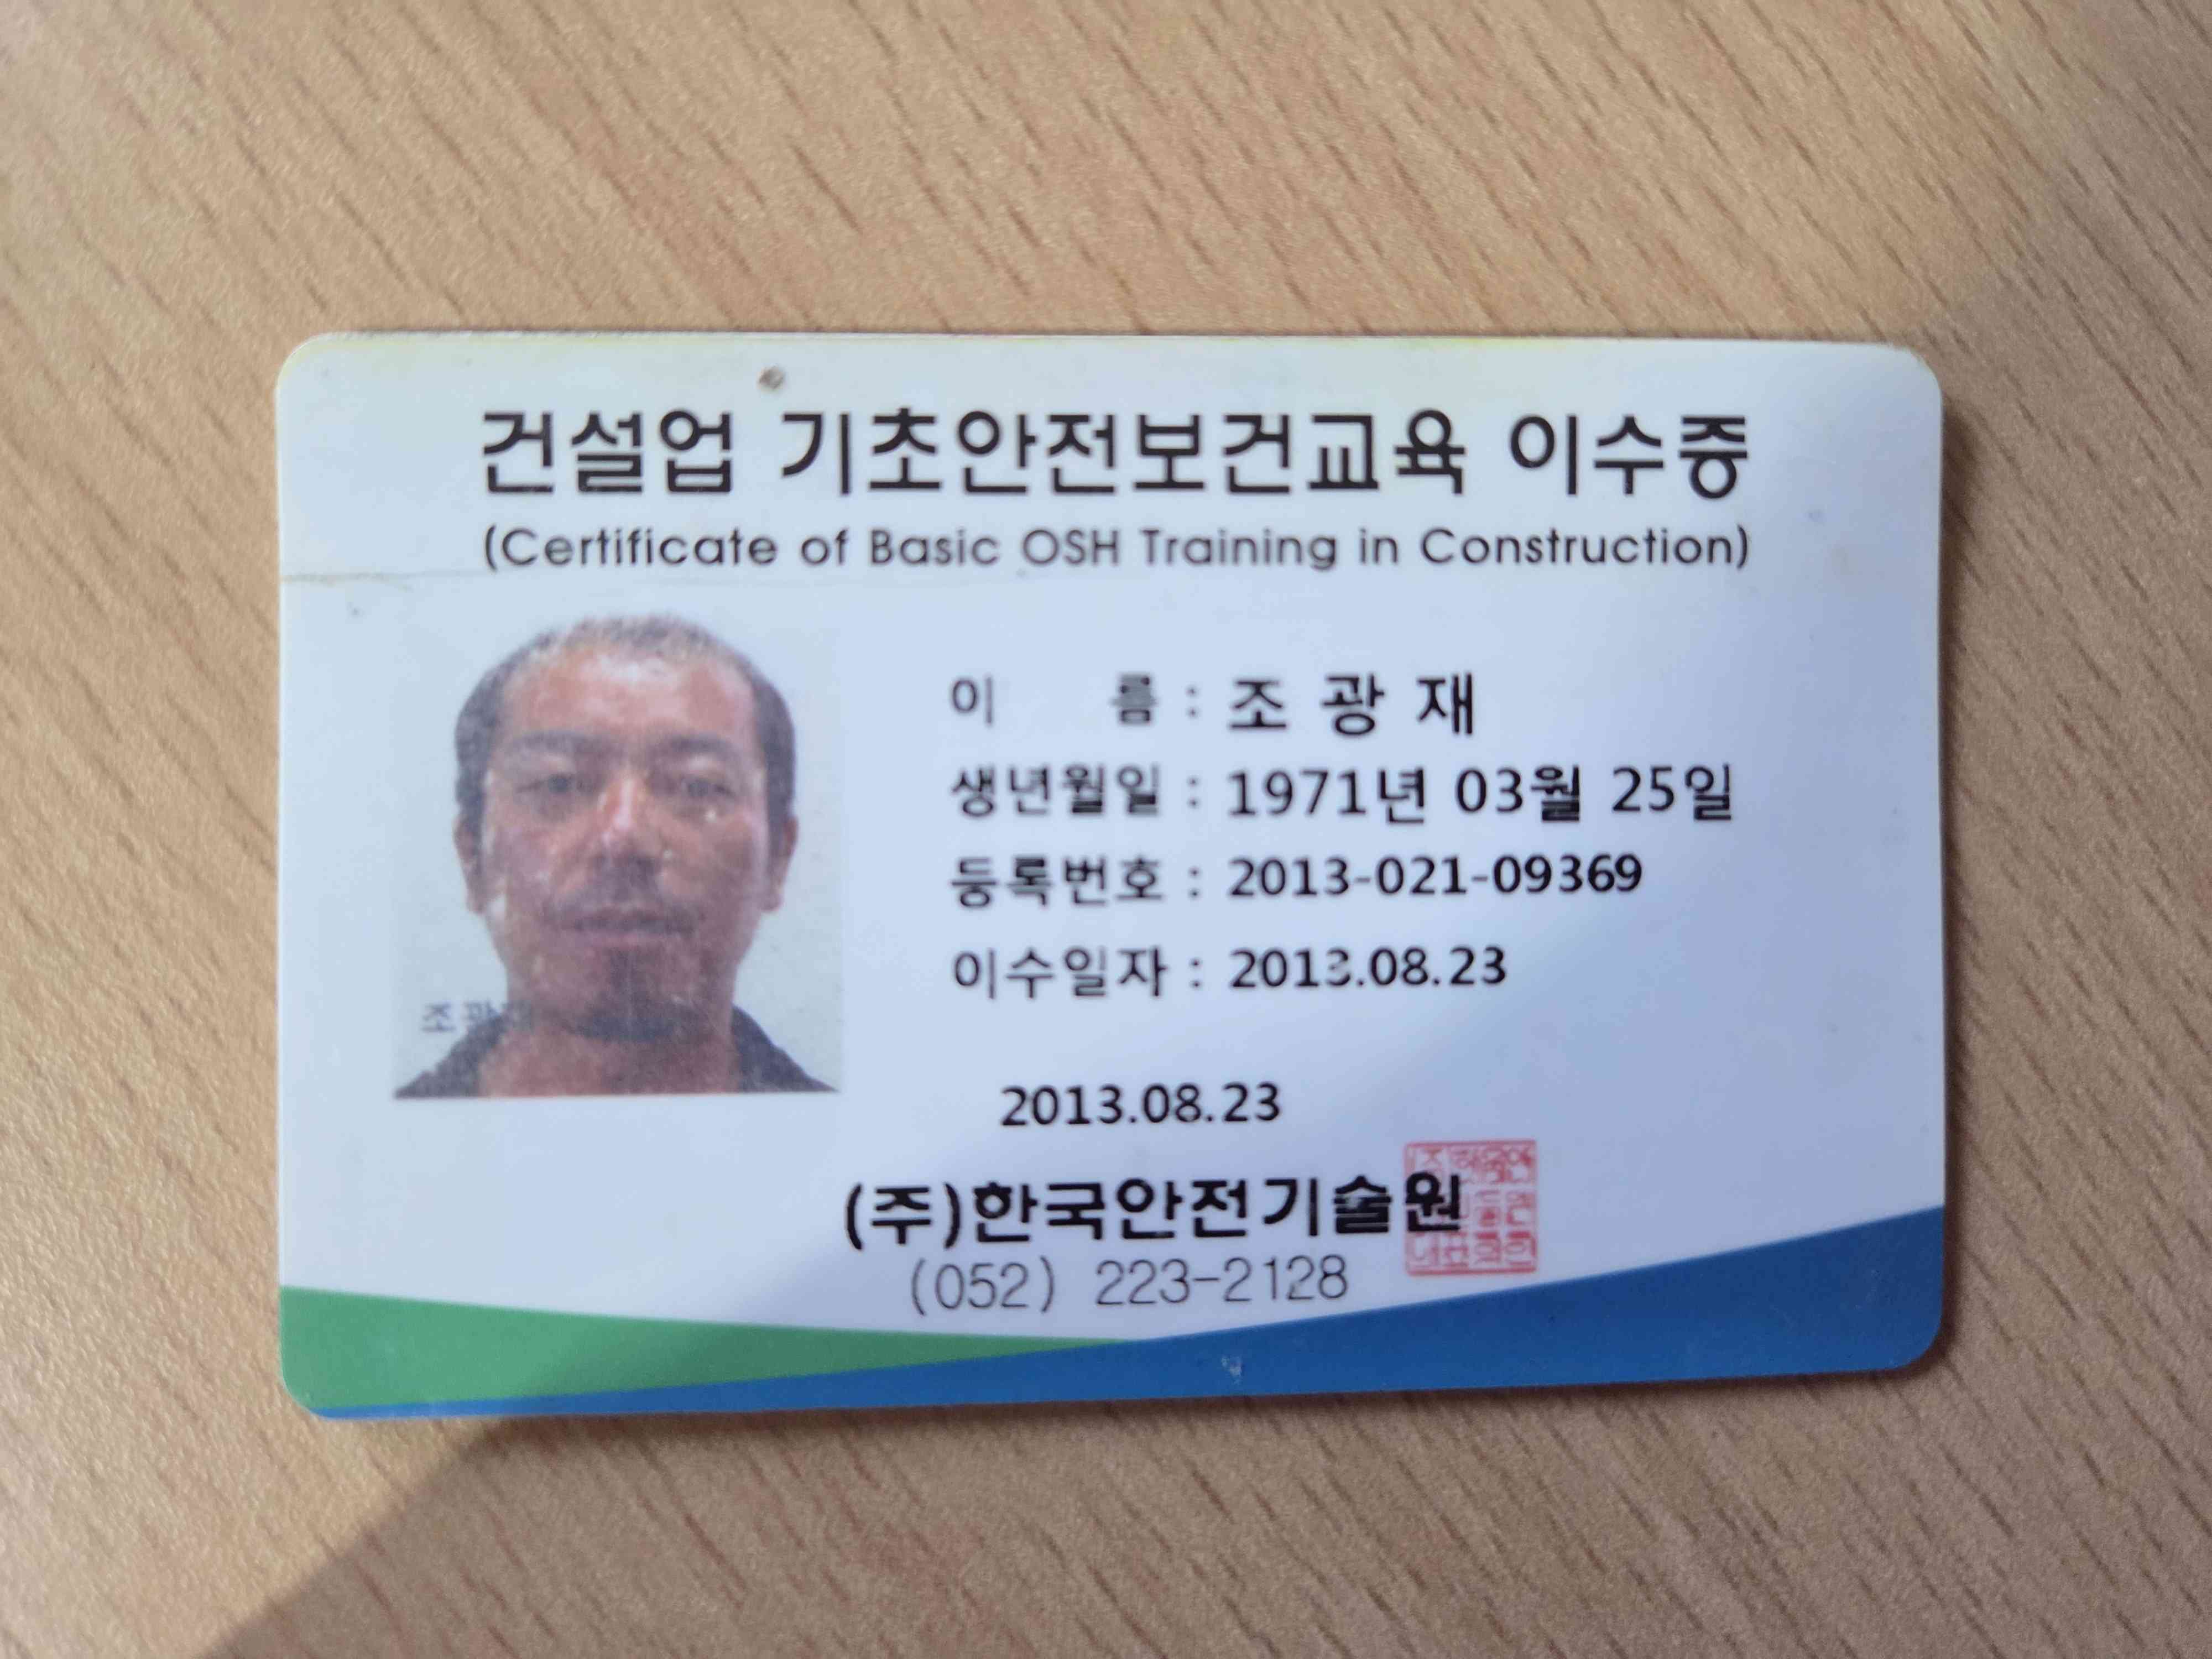 건설업 기초안전보건교육 이수증
(Certificate of Basic OSH Training in Construction)
이 름 : 조 광 재
생년월일 : 1971년 03월 25일
등록번호 : 2013-021-09369
이수일자 : 2013.08.23
2013.08.23
(주)한국안전기술원
(052) 223-2128